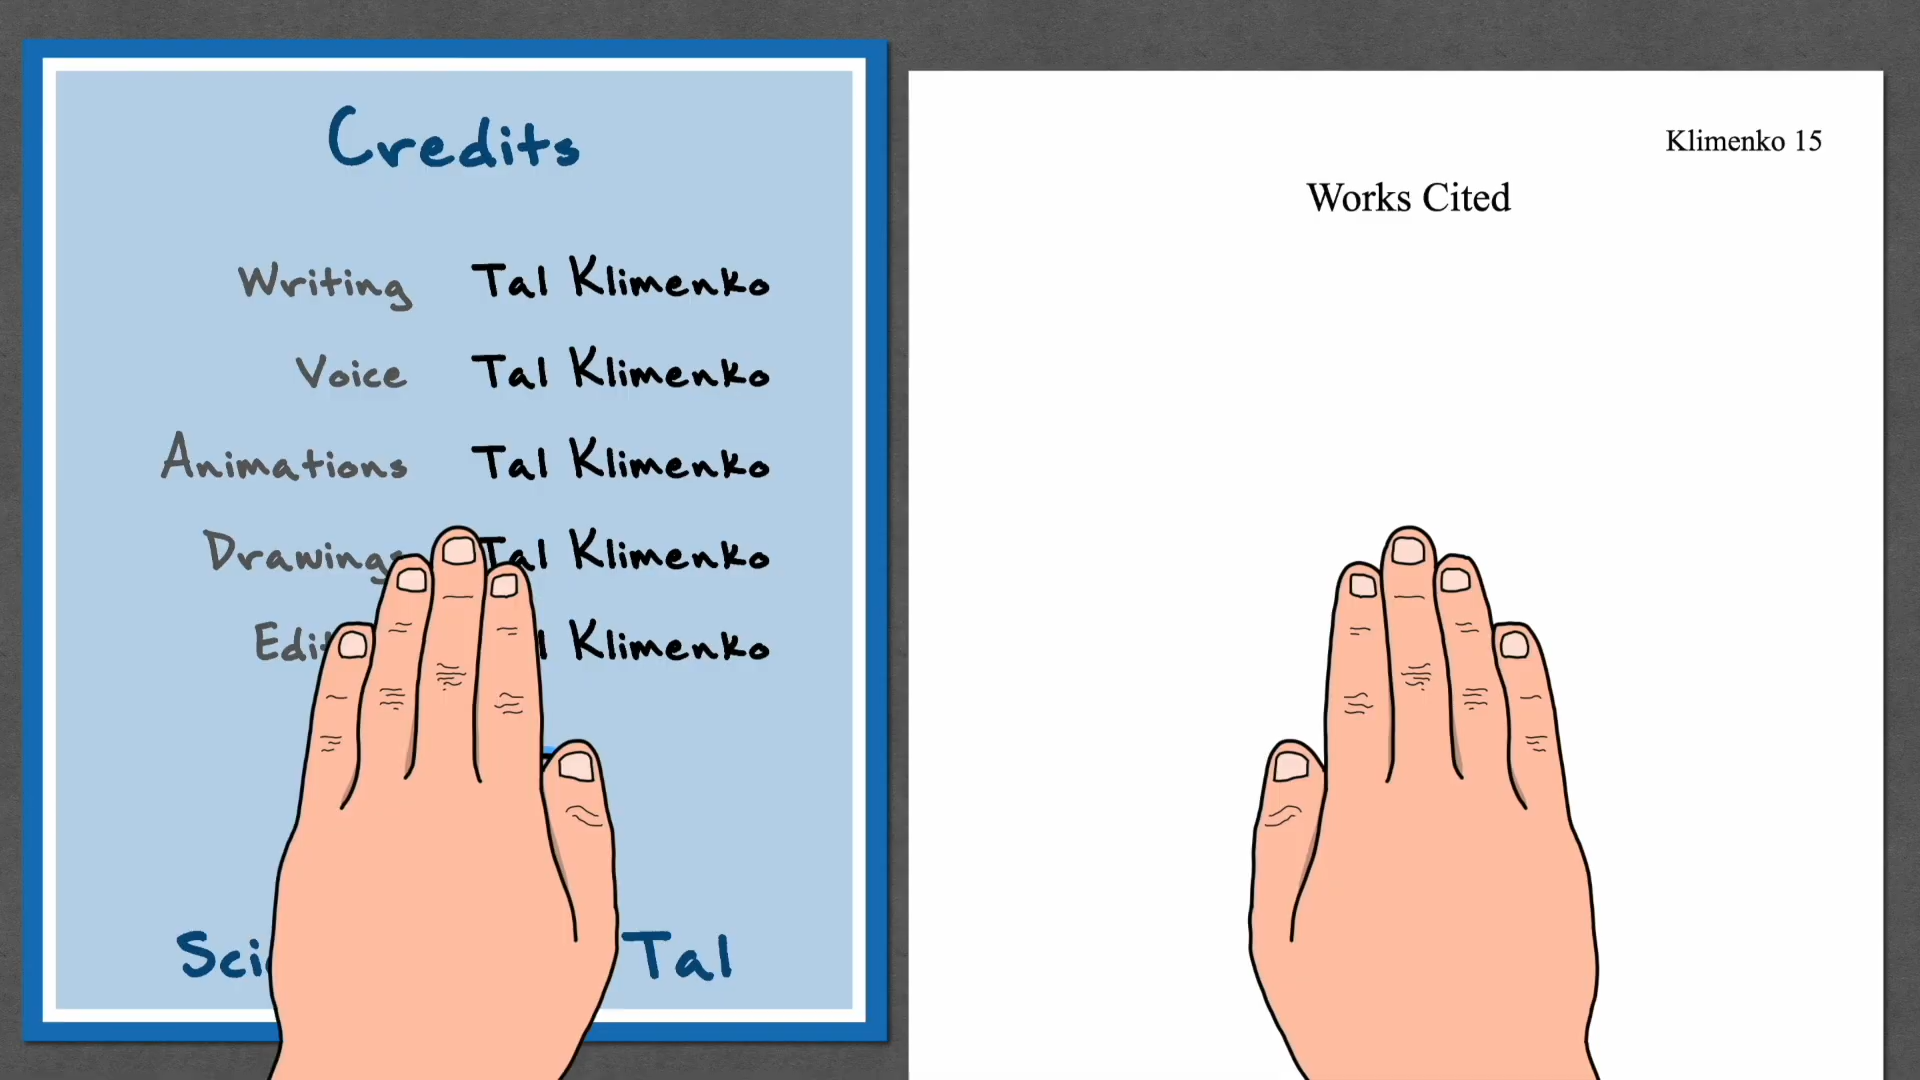 Credits
Writing Tal Klimenko
Voice Tal Klimenko
Animations Tal Klimenko
Drawings Tal Klimenko
Klimenko
Tal
Klimenko 15
Works Cited